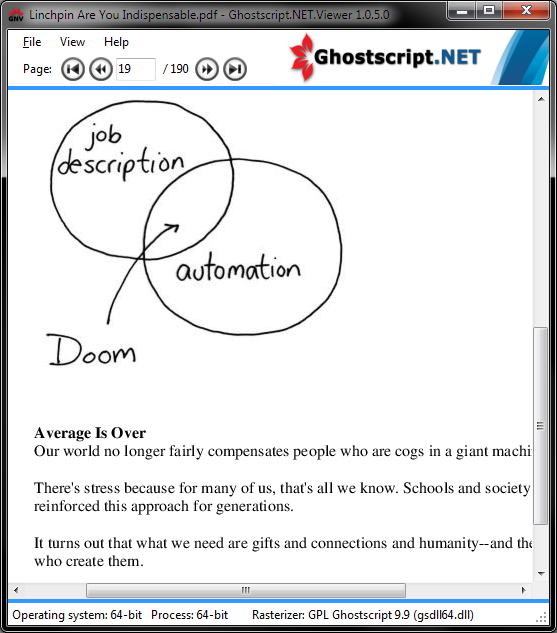 GNV
Linchpin Are You Indispensable.pdf - Ghostscript.NET.Viewer 1.0.5.0
File View Help
Page: 19 / 190
Ghostscript.NET
job
description
automation
Doom
Average Is Over
Our world no longer fairly compensates people who are cogs in a giant machi
There's stress because for many of us, that's all we know. Schools and society
reinforced this approach for generations.
It turns out that what we need are gifts and connections and humanity--and the
who create them.
Operating system: 64-bit Process: 64-bit Rasterizer: GPL Ghostscript 9.9 (gsdll64.dll)